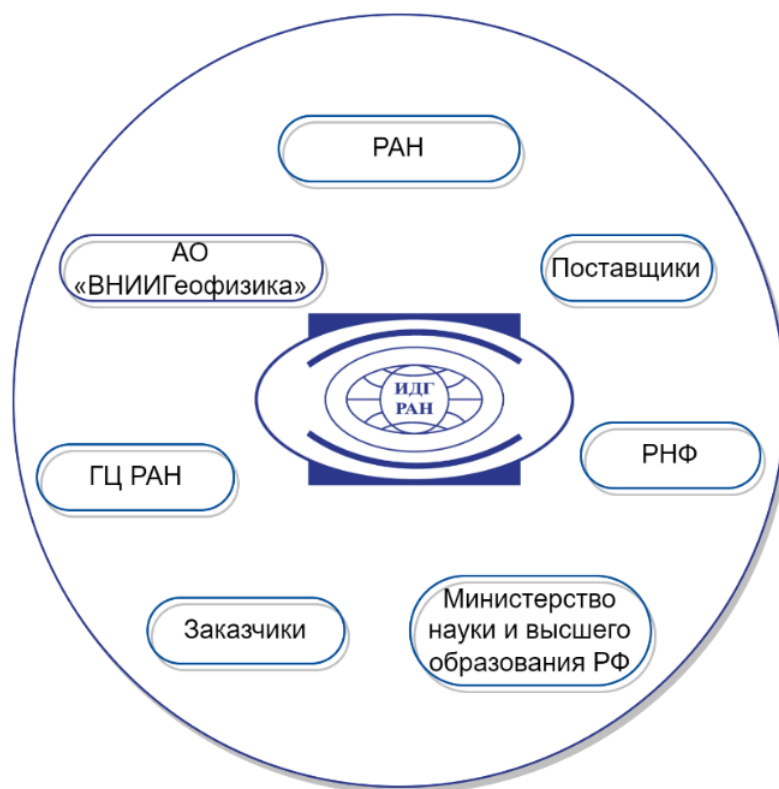 РАН
АО
«ВНИИГеофизика»
Поставщики
ИДГ
РАН
ГЦ РАН
РНФ
Заказчики
Министерство
науки и высшего
образования РФ